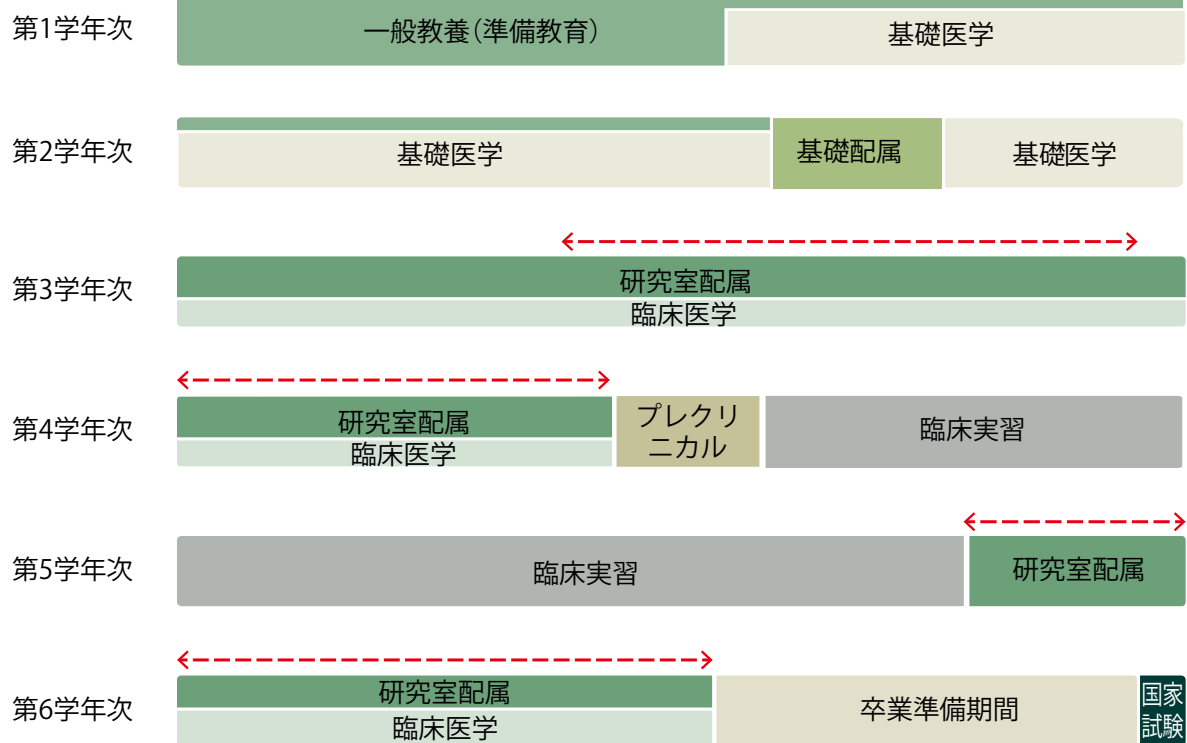 第1学年次
一般教養（準備教育）
基礎医学
第2学年次
基礎医学
基礎配属
基礎医学
第3学年次
研究室配属
臨床医学
第4学年次
研究室配属
臨床医学
プレクリ
ニカル
臨床実習
第5学年次
臨床実習
研究室配属
第6学年次
研究室配属
臨床医学
卒業準備期間
国家
試験